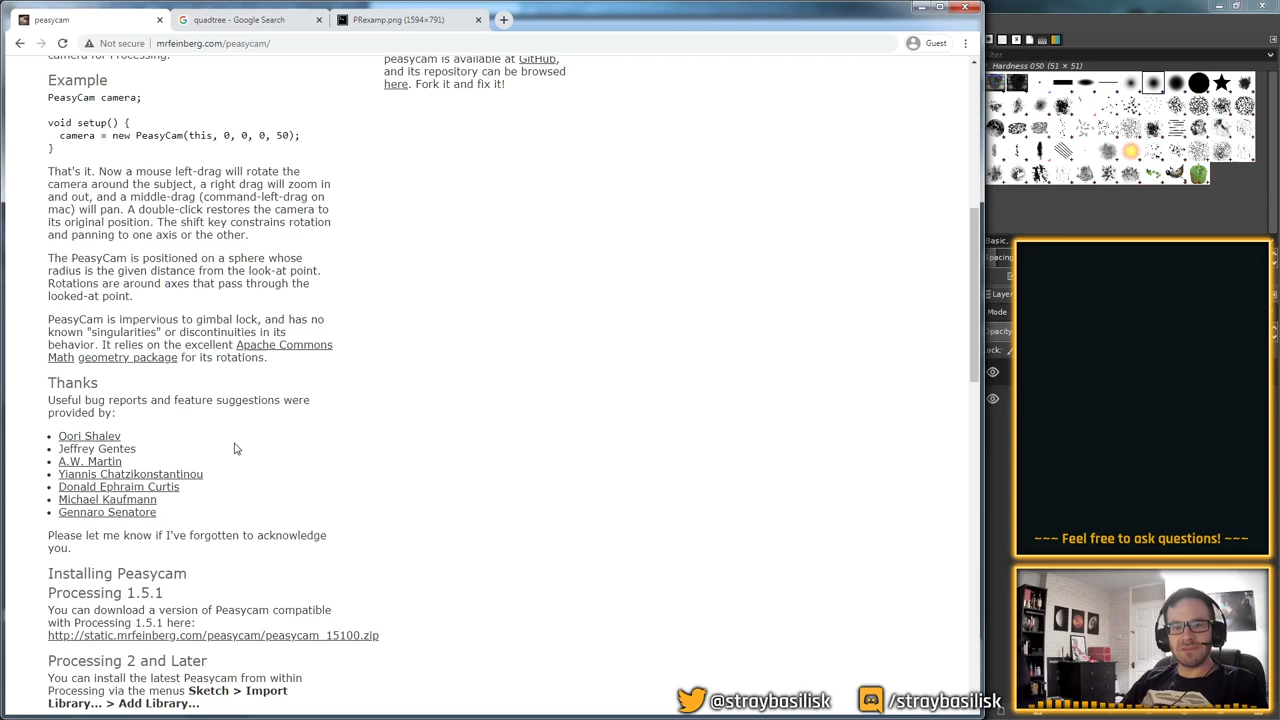 peasycam
quadtree - Google Search
PRexamp.png (1594×791)
Not secure
mrfeinberg.com/peasycam/
Guest
camera for Processing.
Example
PeasyCam camera;
void setup() {
camera = new PeasyCam(this, 0, 0, 0, 50);
}
That's it. Now a mouse left-drag will rotate the
camera around the subject, a right drag will zoom in
and out, and a middle-drag (command-left-drag on
mac) will pan. A double-click restores the camera to
its original position. The shift key constrains rotation
and panning to one axis or the other.
The PeasyCam is positioned on a sphere whose
radius is the given distance from the look-at point.
Rotations are around axes that pass through the
looked-at point.
PeasyCam is impervious to gimbal lock, and has no
known "singularities" or discontinuities in its
behavior. It relies on the excellent Apache Commons
Math geometry package for its rotations.
Thanks
Useful bug reports and feature suggestions were
provided by:
• Oori Shalev
• Jeffrey Gentes
• A.W. Martin
• Yiannis Chatzikonstantinou
• Donald Ephraim Curtis
• Michael Kaufmann
• Gennaro Senatore
Please let me know if I've forgotten to acknowledge
you.
Installing Peasycam
Processing 1.5.1
You can download a version of Peasycam compatible
with Processing 1.5.1 here:
http://static.mrfeinberg.com/peasycam/peasycam_15100.zip
Processing 2 and Later
You can install the latest Peasycam from within
Processing via the menus Sketch > Import
Library... > Add Library...
peasycam is available at GitHub,
and its repository can be browsed
here. Fork it and fix it!
Hardness 050 (51 × 51)
Basic,
Spacing
Layer
Mode
Opacity
~~~ Feel free to ask questions! ~~~
@straybasilisk
/straybasilisk